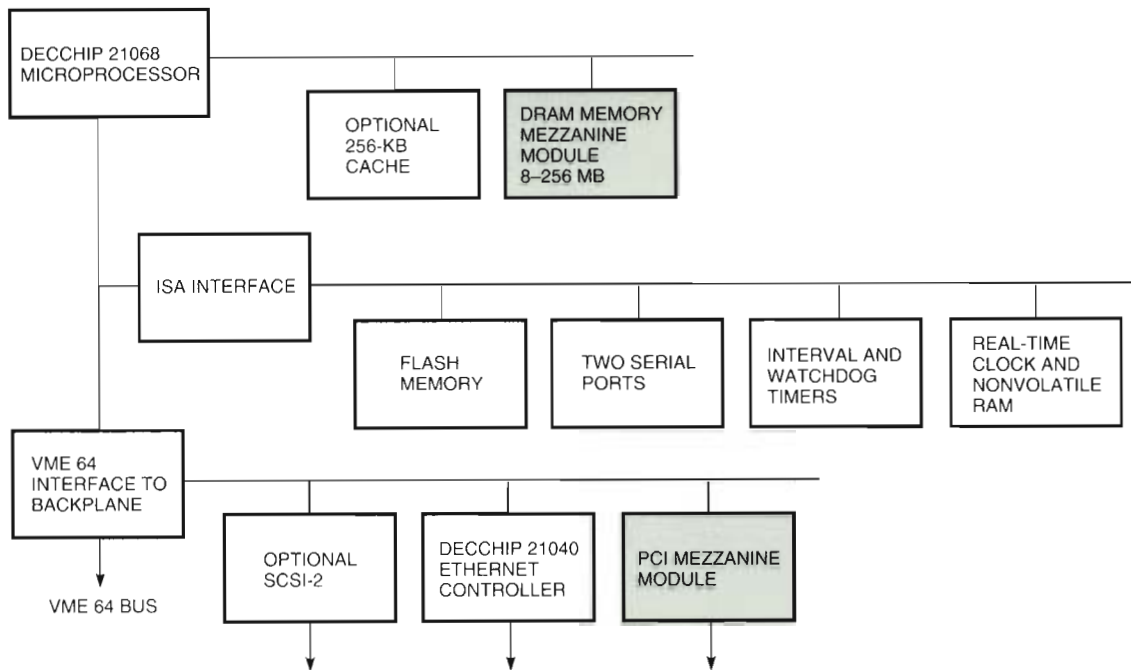 DECCHIP 21068
MICROPROCESSOR
OPTIONAL
256-KB
CACHE
DRAM MEMORY
MEZZANINE
MODULE
8–256 MB
ISA INTERFACE
FLASH
MEMORY
TWO SERIAL
PORTS
INTERVAL AND
WATCHDOG
TIMERS
REAL-TIME
CLOCK AND
NONVOLATILE
RAM
VME 64
INTERFACE TO
BACKPLANE
OPTIONAL
SCSI-2
DECCHIP 21040
ETHERNET
CONTROLLER
PCI MEZZANINE
MODULE
VME 64 BUS